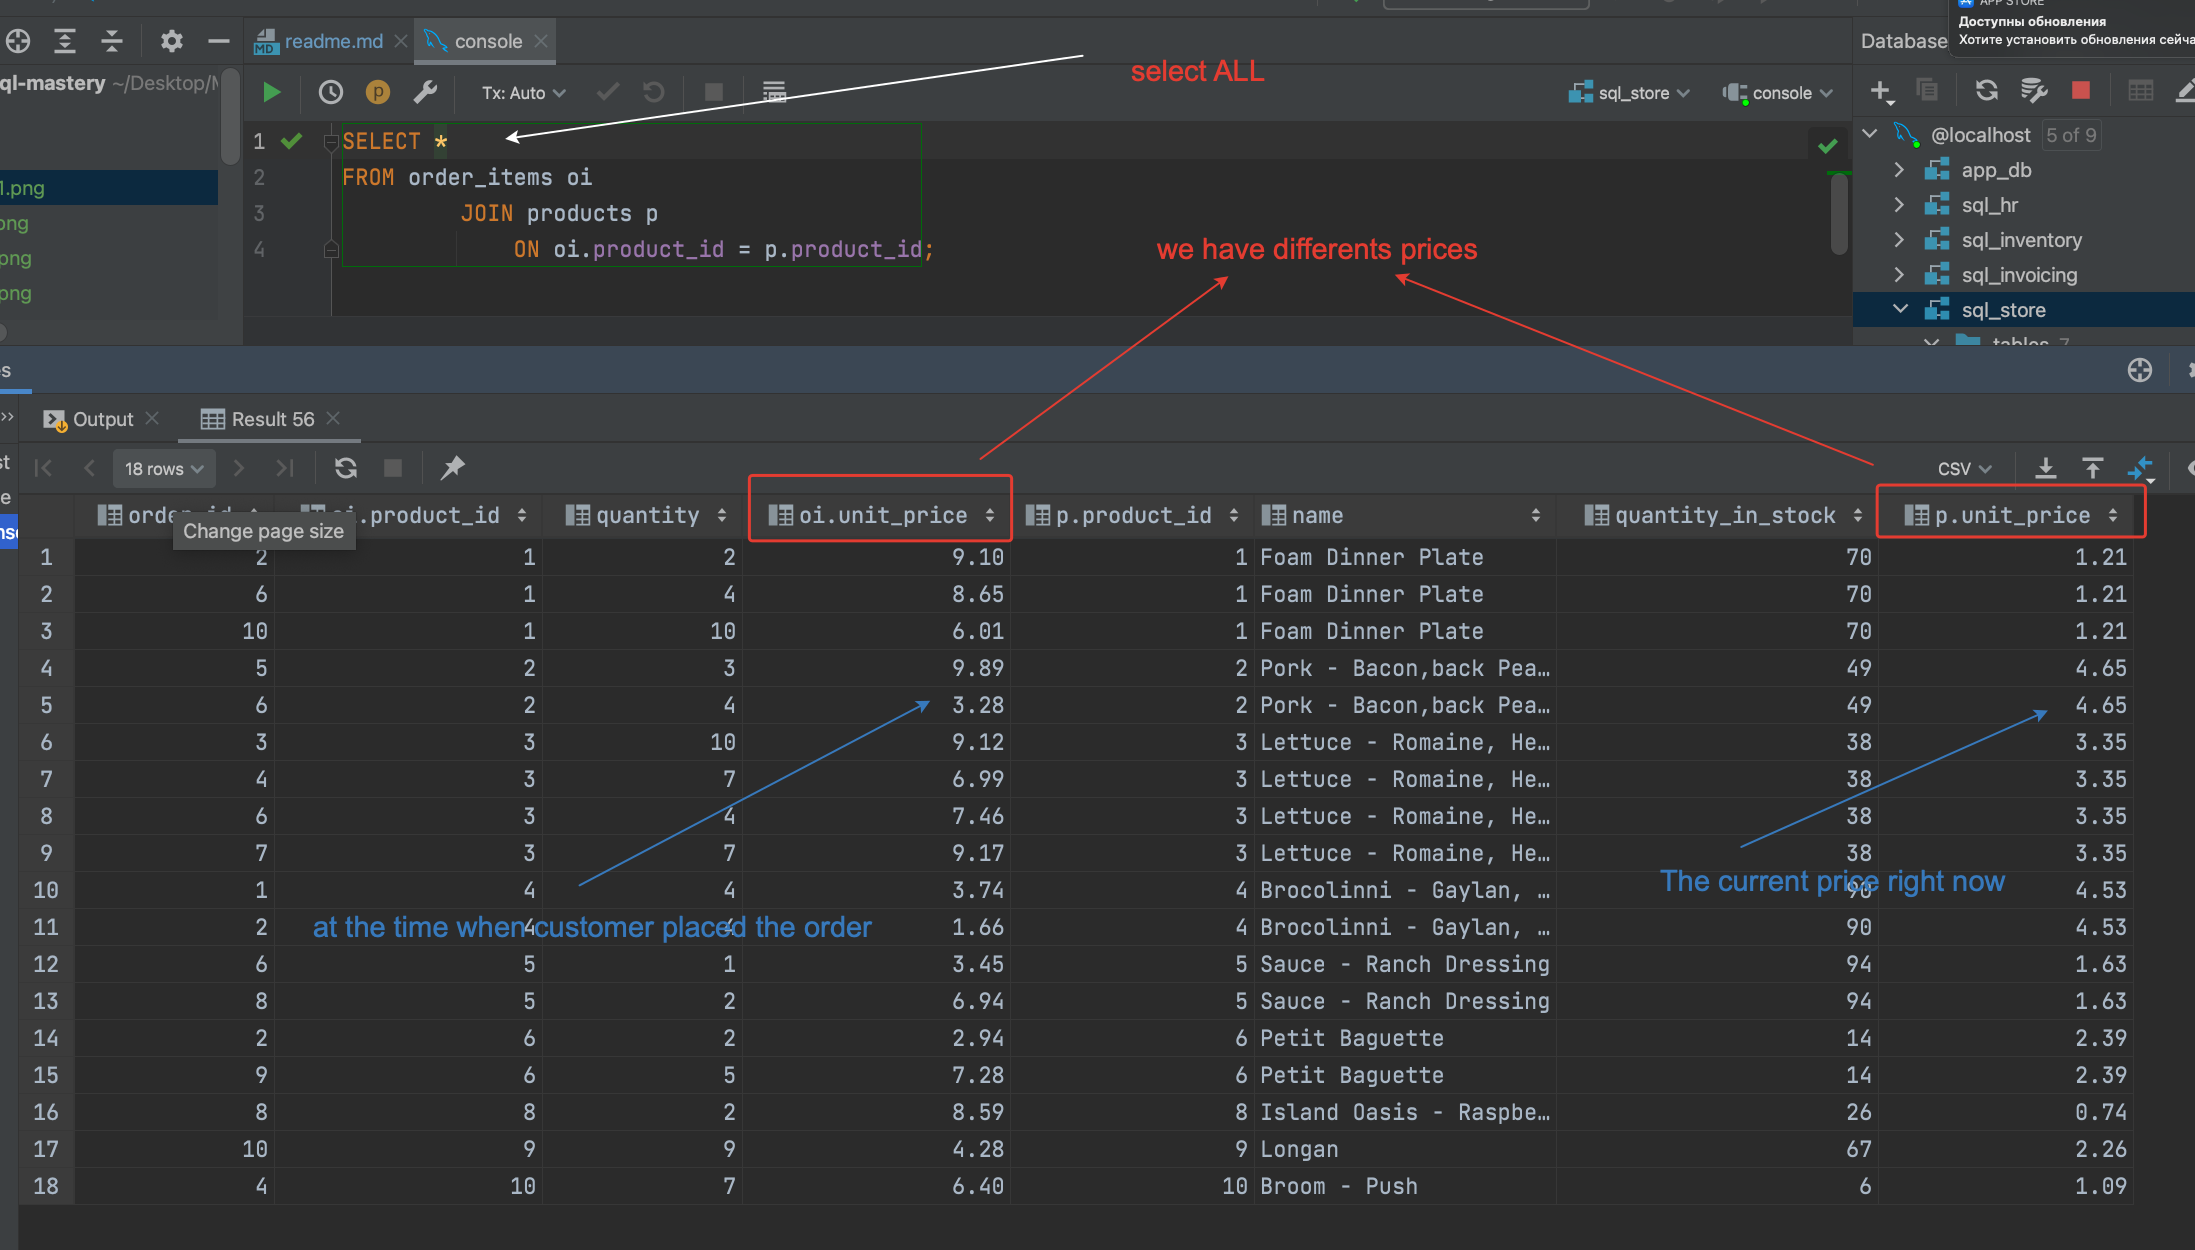 APP STORE
Доступны обновления
Хотите установить обновления сейча
readme.md
console
Database
ql-mastery ~/Desktop/
Tx: Auto
select ALL
sql_store
console
1 SELECT *
2 FROM order_items oi
3 JOIN products p
4 ON oi.product_id = p.product_id;
we have differents prices
1.png
png
png
png
@localhost 5 of 9
app_db
sql_hr
sql_inventory
sql_invoicing
sql_store
tables 7
Output
Result 56
18 rows
CSV
oi.product_id quantity oi.unit_price p.product_id name quantity_in_stock p.unit_price
Change page size
1 2 1 2 9.10 1 Foam Dinner Plate 70 1.21
2 6 1 4 8.65 1 Foam Dinner Plate 70 1.21
3 10 1 10 6.01 1 Foam Dinner Plate 70 1.21
4 5 2 3 9.89 2 Pork - Bacon,back Pea… 49 4.65
5 6 2 4 3.28 2 Pork - Bacon,back Pea… 49 4.65
6 3 3 10 9.12 3 Lettuce - Romaine, He… 38 3.35
7 4 3 7 6.99 3 Lettuce - Romaine, He… 38 3.35
8 6 3 4 7.46 3 Lettuce - Romaine, He… 38 3.35
9 7 3 7 9.17 3 Lettuce - Romaine, He… 38 3.35
10 1 4 4 3.74 4 Brocolinni - Gaylan, … 90 4.53
The current price right now
11 2 4 4 1.66 4 Brocolinni - Gaylan, … 90 4.53
at the time when customer placed the order
12 6 5 1 3.45 5 Sauce - Ranch Dressing 94 1.63
13 8 5 2 6.94 5 Sauce - Ranch Dressing 94 1.63
14 2 6 2 2.94 6 Petit Baguette 14 2.39
15 9 6 5 7.28 6 Petit Baguette 14 2.39
16 8 8 2 8.59 8 Island Oasis - Raspbe… 26 0.74
17 10 9 9 4.28 9 Longan 67 2.26
18 4 10 7 6.40 10 Broom - Push 6 1.09